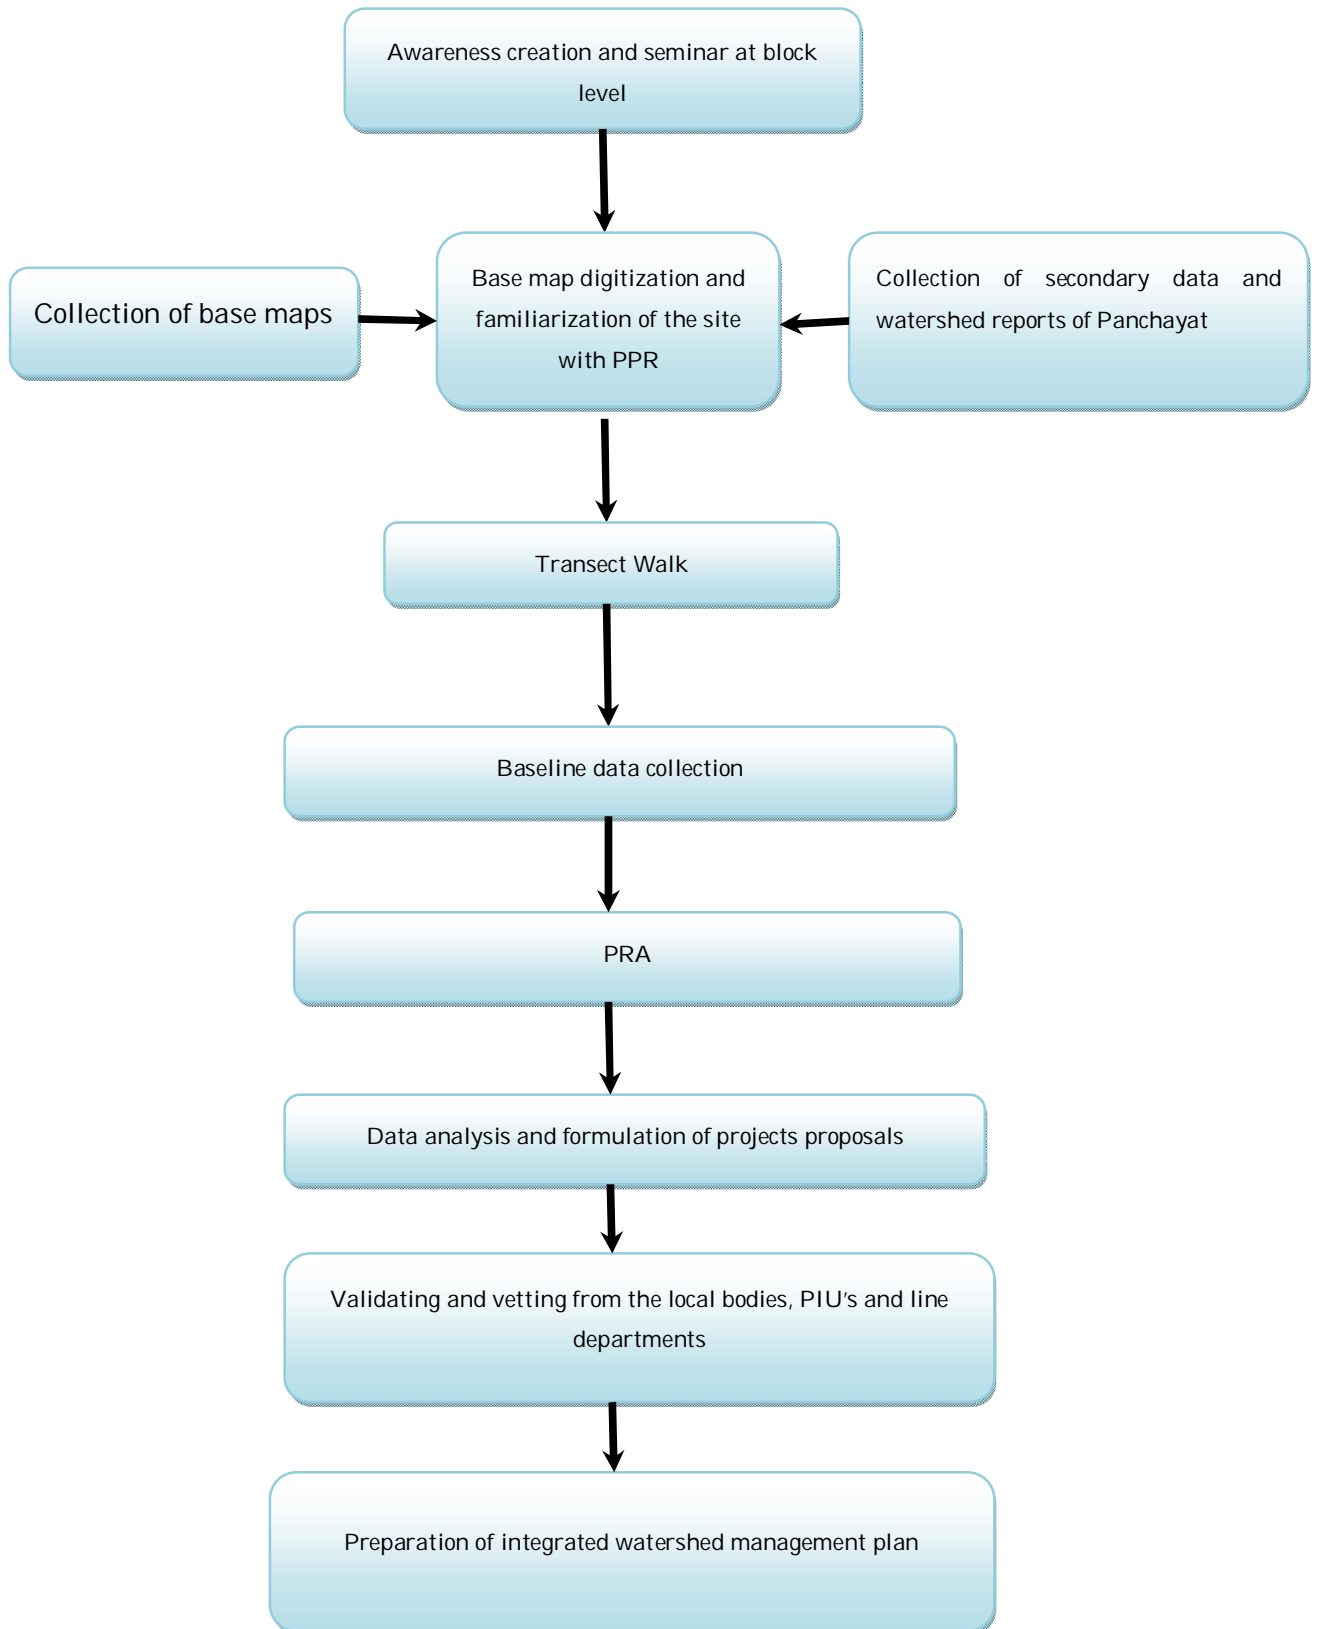 Awareness creation and seminar at block
level
Collection of base maps
Base map digitization and
familiarization of the site
with PPR
Collection of secondary data and
watershed reports of Panchayat
Transect Walk
Baseline data collection
PRA
Data analysis and formulation of projects proposals
Validating and vetting from the local bodies, PIU's and line
departments
Preparation of integrated watershed management plan